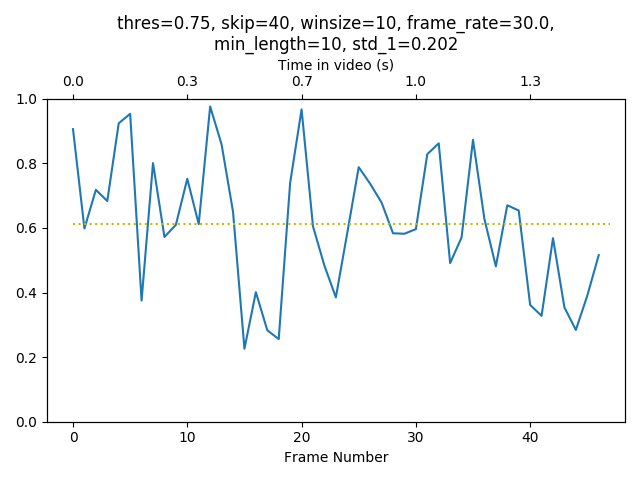 thres=0.75, skip=40, winsize=10, frame_rate=30.0,
min_length=10, std_1=0.202
Time in video (s)
0.0 0.3 0.7 1.0 1.3
1.0
0.8
0.6
0.4
0.2
0.0
0 10 20 30 40
Frame Number